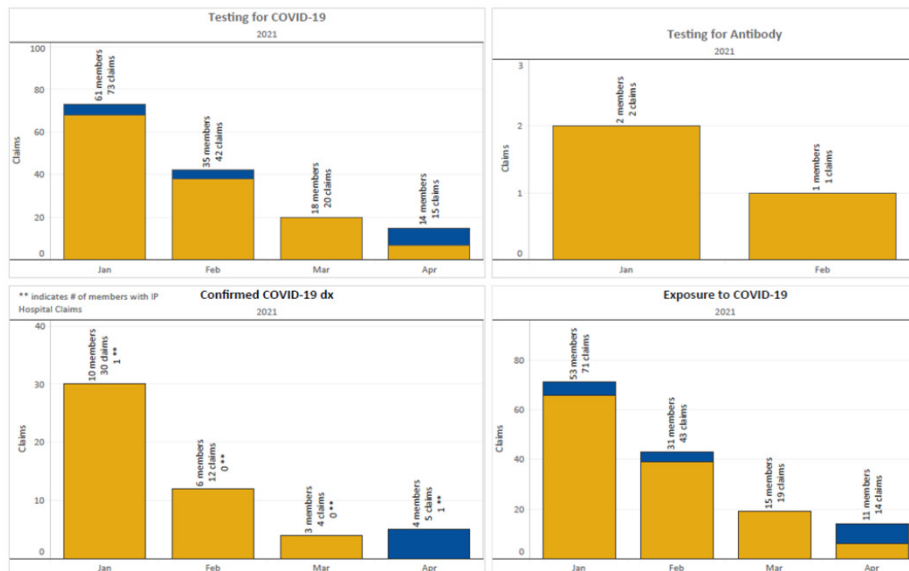 Testing for COVID-19
2021
100
80
60
40
20
0
Claims
61 members
73 claims
35 members
42 claims
18 members
20 claims
14 members
15 claims
Jan
Feb
Mar
Apr
Testing for Antibody
2021
3
2
1
0
Claims
2 members
2 claims
1 members
1 claims
Jan
Feb
** indicates # of members with IP
Hospital Claims
Confirmed COVID-19 dx
2021
40
30
20
10
0
Claims
10 members
30 claims
1 **
6 members
12 claims
0 **
3 members
4 claims
0 **
4 members
5 claims
1 **
Jan
Feb
Mar
Apr
Exposure to COVID-19
2021
80
60
40
20
0
Claims
53 members
71 claims
31 members
43 claims
15 members
19 claims
11 members
14 claims
Jan
Feb
Mar
Apr